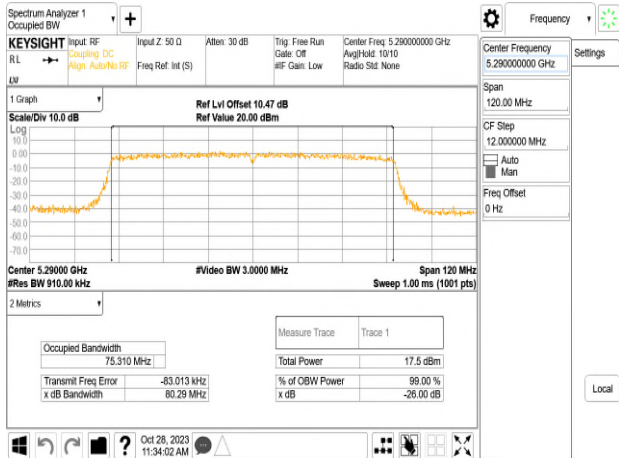 Spectrum Analyzer 1
Occupied BW
+
Frequency
KEYSIGHT
RL
Input: RF
Coupling: DC
Align: Auto/No RF
Input Z: 50 Ω
Freq Ref: Int (S)
Atten: 30 dB
Trig: Free Run
Gate: Off
#IF Gain: Low
Center Freq: 5.290000000 GHz
Avg|Hold: 10/10
Radio Std: None
Center Frequency
5.290000000 GHz
Settings
Span
120.00 MHz
CF Step
12.000000 MHz
Auto
Man
Freq Offset
0 Hz
Local
1 Graph
Scale/Div 10.0 dB
Ref Lvl Offset 10.47 dB
Ref Value 20.00 dBm
Log
10.0
0.00
-10.0
-20.0
-30.0
-40.0
-50.0
-60.0
-70.0
Center 5.29000 GHz
#Res BW 910.00 kHz
#Video BW 3.0000 MHz
Span 120 MHz
Sweep 1.00 ms (1001 pts)
2 Metrics
Measure Trace
Trace 1
Occupied Bandwidth
75.310 MHz
Total Power
17.5 dBm
Transmit Freq Error
-83.013 kHz
% of OBW Power
99.00 %
x dB Bandwidth
80.29 MHz
x dB
-26.00 dB
?
Oct 28, 2023
11:34:02 AM